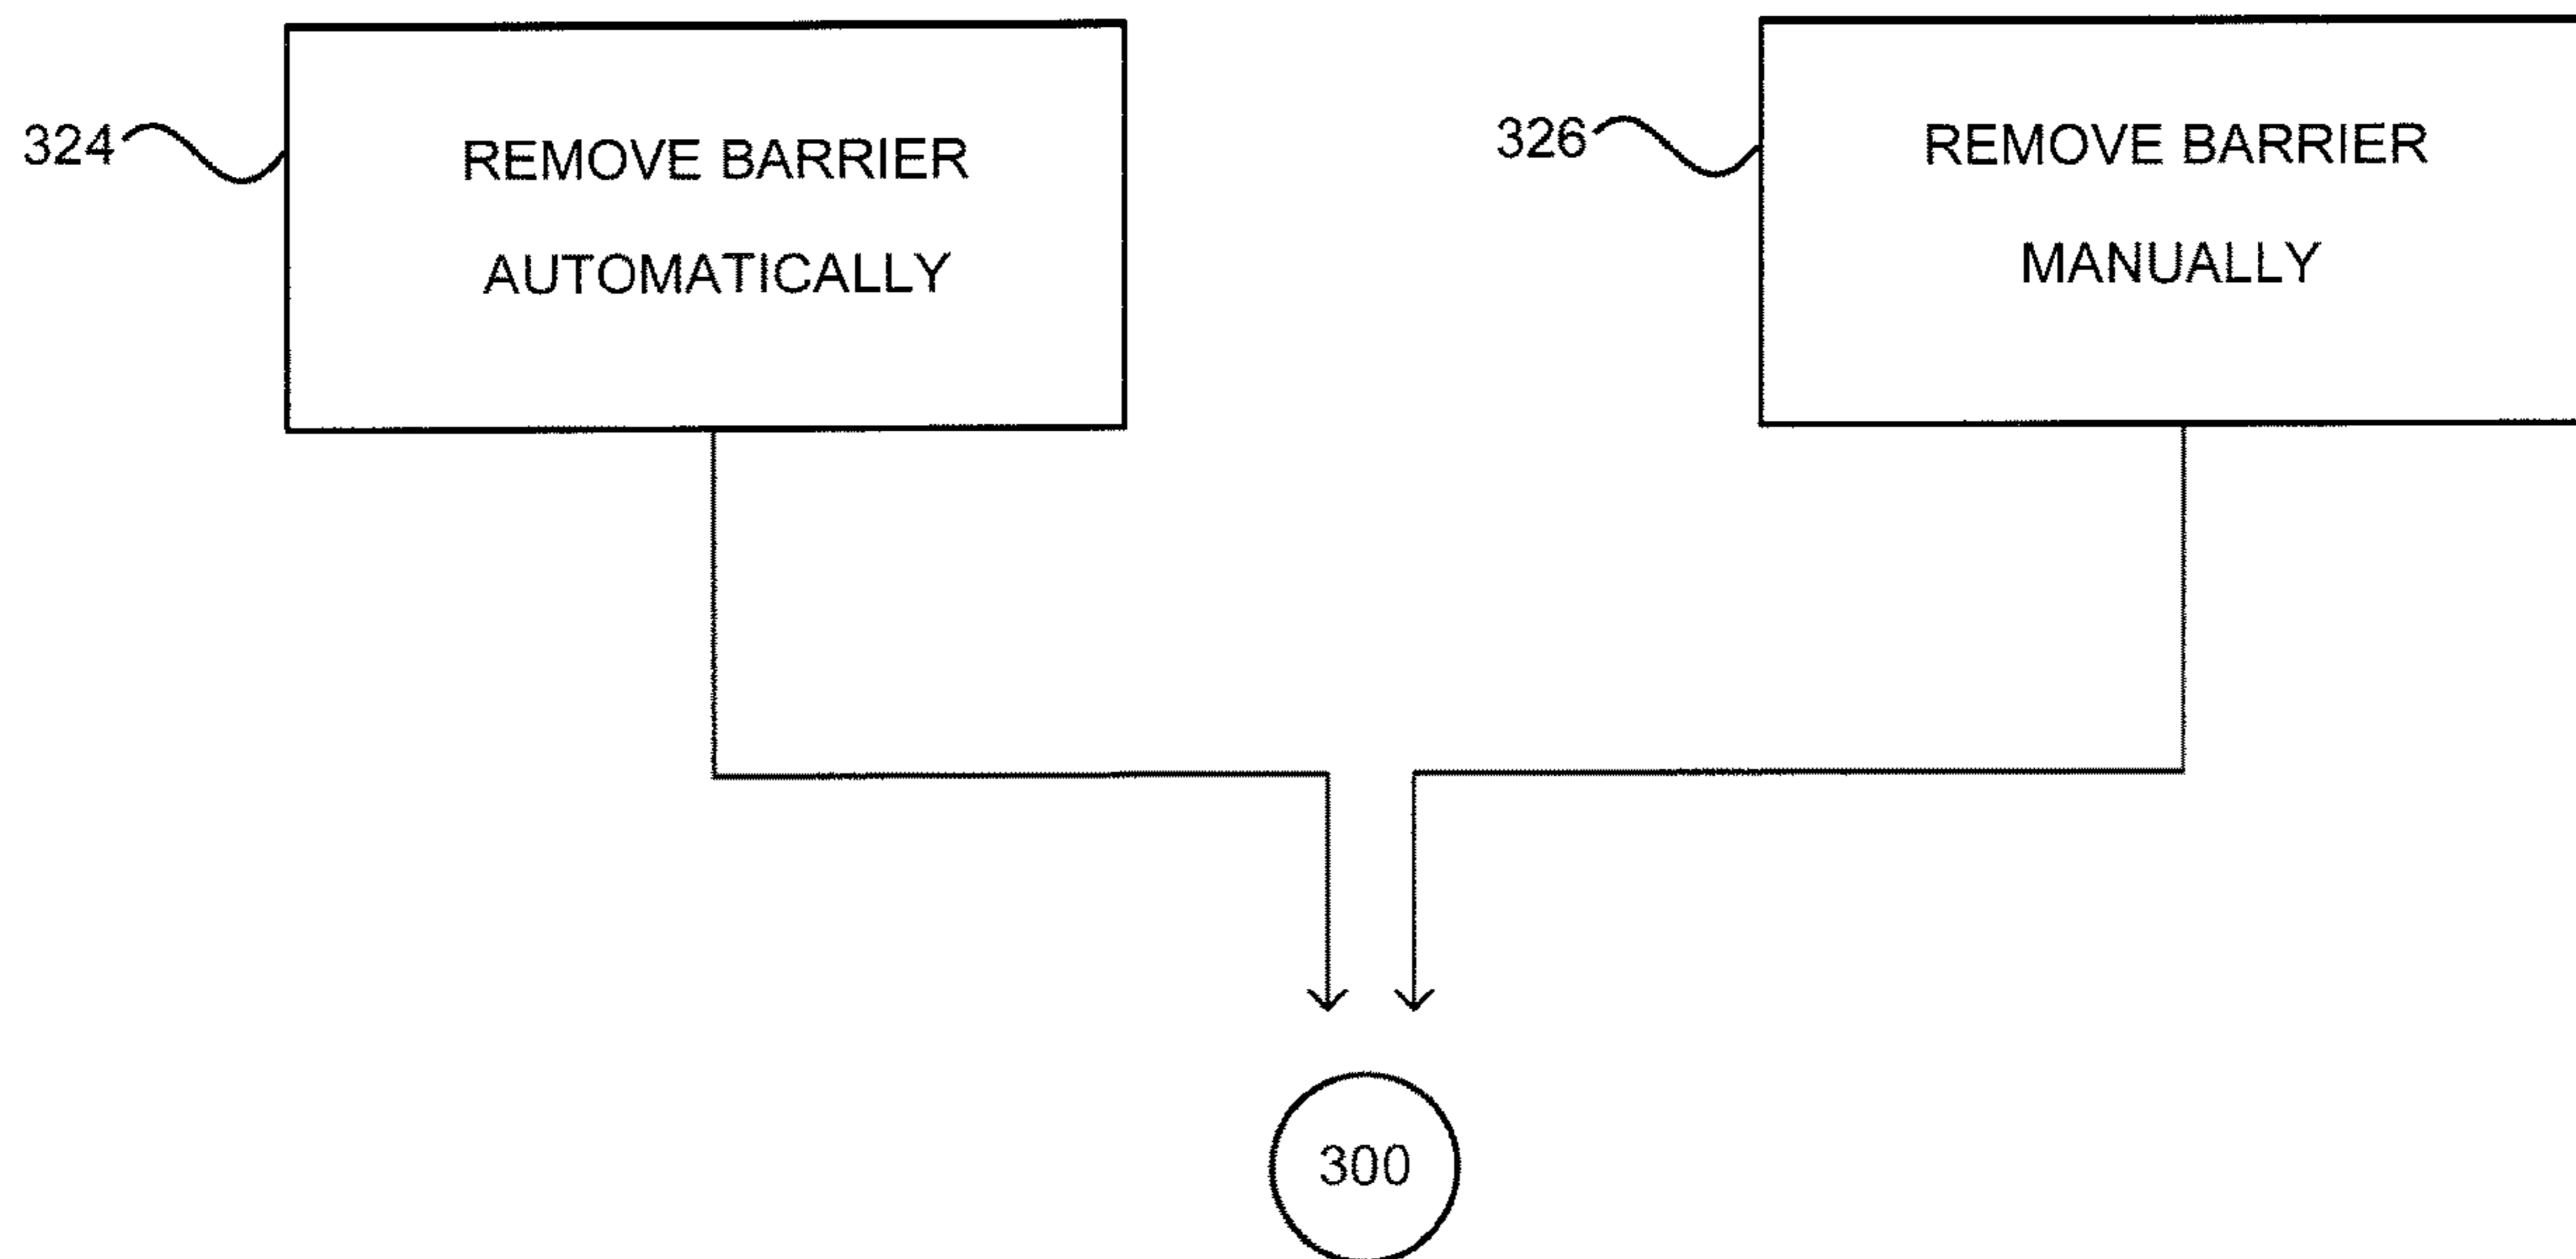 324
REMOVE BARRIER
AUTOMATICALLY
326
REMOVE BARRIER
MANUALLY
300